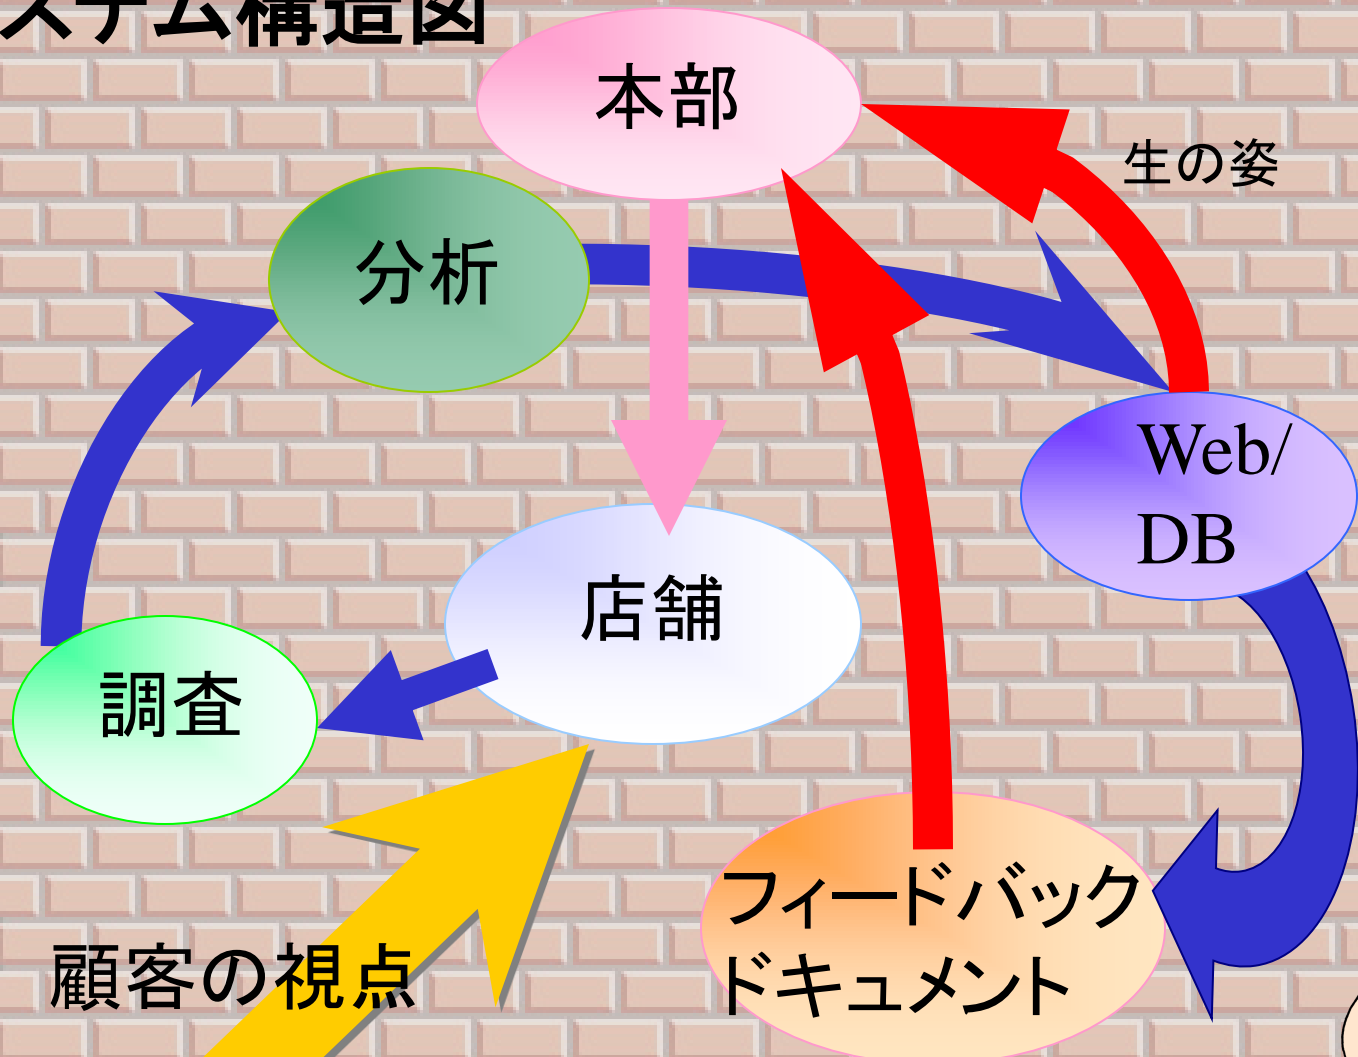 ステム構造図
本部
生の姿
分析
Web/
DB
店舗
調査
フィードバック
ドキュメント
顧客の視点